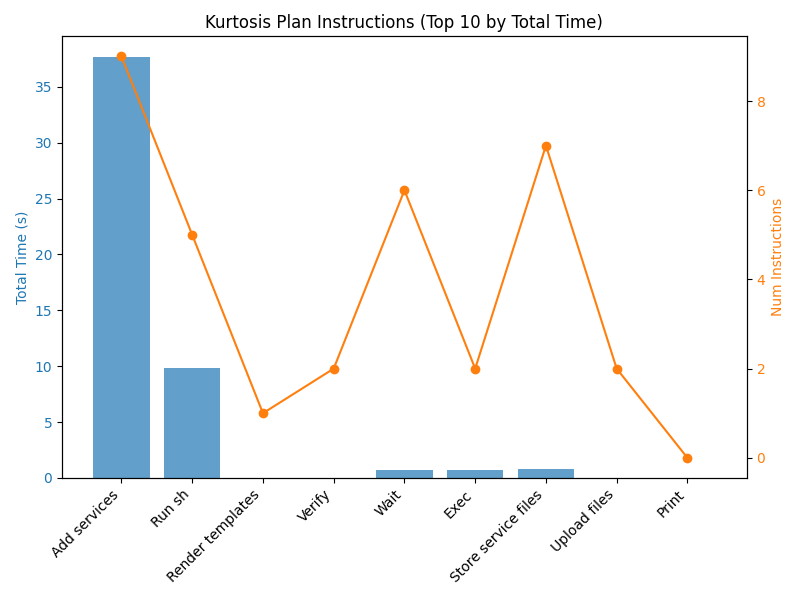 Kurtosis Plan Instructions (Top 10 by Total Time)
Total Time (s)
35
30
25
20
15
10
5
0
8
6
4
2
0
Num Instructions
Add services
Run sh
Render templates
Verify
Wait
Exec
Store service files
Upload files
Print